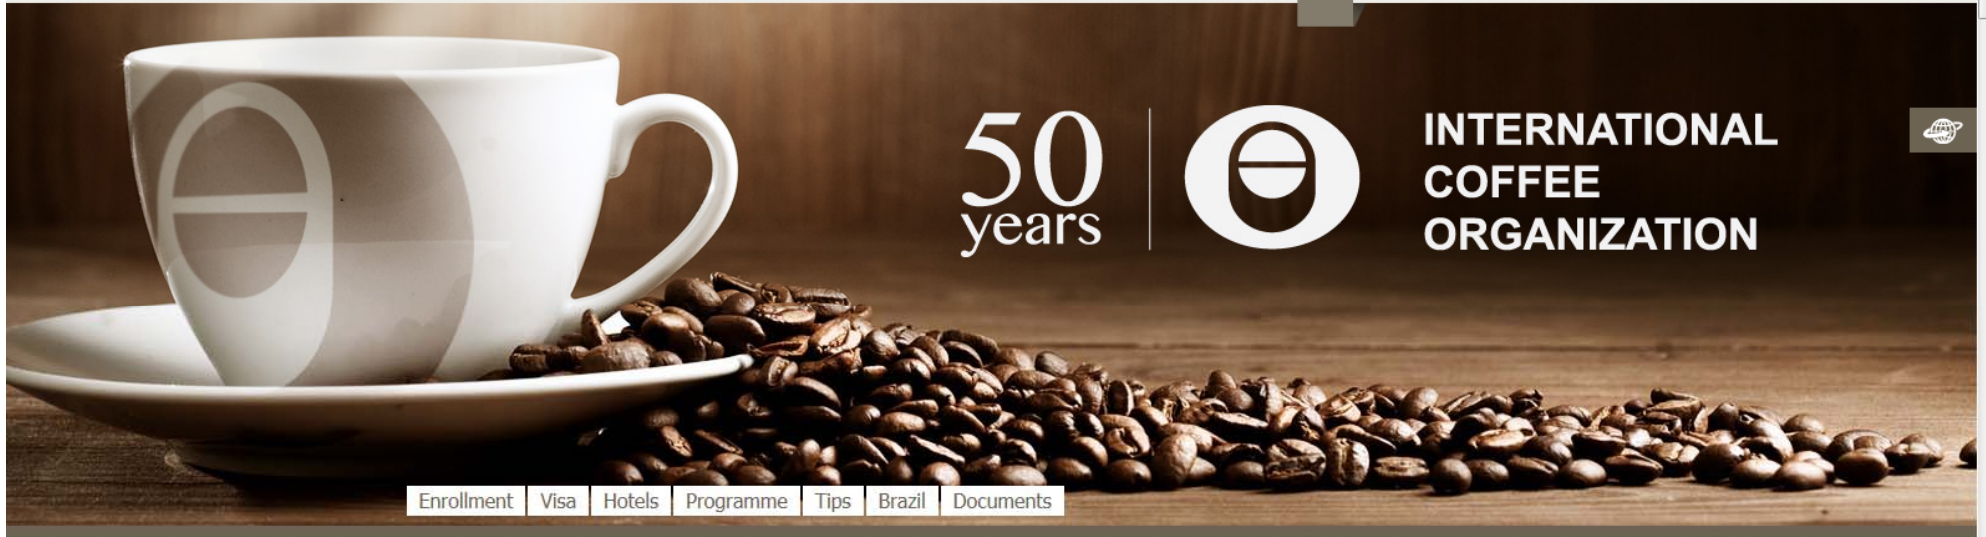 50
years
INTERNATIONAL
COFFEE
ORGANIZATION
Enrollment Visa Hotels Programme Tips Brazil Documents